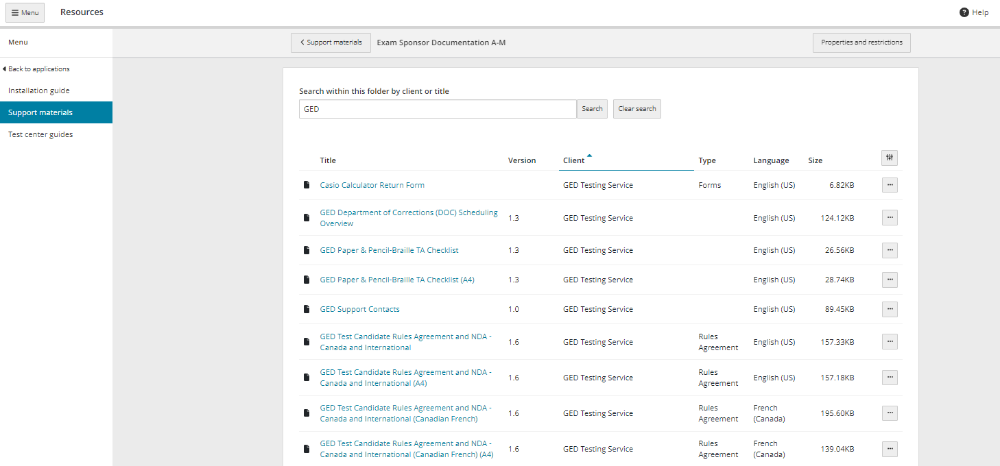 Menu
Resources
Help
Menu
Support materials
Exam Sponsor Documentation A-M
Properties and restrictions
Back to applications
Installation guide
Support materials
Test center guides
Search within this folder by client or title
GED
Search
Clear search
Title Version Client Type Language Size
Casio Calculator Return Form GED Testing Service Forms English (US) 6.82KB
GED Department of Corrections (DOC) Scheduling
Overview
1.3 GED Testing Service English (US) 124.12KB
GED Paper & Pencil-Braille TA Checklist 1.3 GED Testing Service English (US) 26.56KB
GED Paper & Pencil-Braille TA Checklist (A4) 1.3 GED Testing Service English (US) 28.74KB
GED Support Contacts 1.0 GED Testing Service English (US) 89.45KB
GED Test Candidate Rules Agreement and NDA -
Canada and International
1.6 GED Testing Service
Rules
Agreement
English (US) 157.33KB
GED Test Candidate Rules Agreement and NDA -
Canada and International (A4)
1.6 GED Testing Service
Rules
Agreement
English (US) 157.18KB
GED Test Candidate Rules Agreement and NDA -
Canada and International (Canadian French)
1.6 GED Testing Service
Rules
Agreement
French
(Canada)
195.60KB
GED Test Candidate Rules Agreement and NDA -
Canada and International (Canadian French) (A4)
1.6 GED Testing Service
Rules
Agreement
French
(Canada)
139.04KB